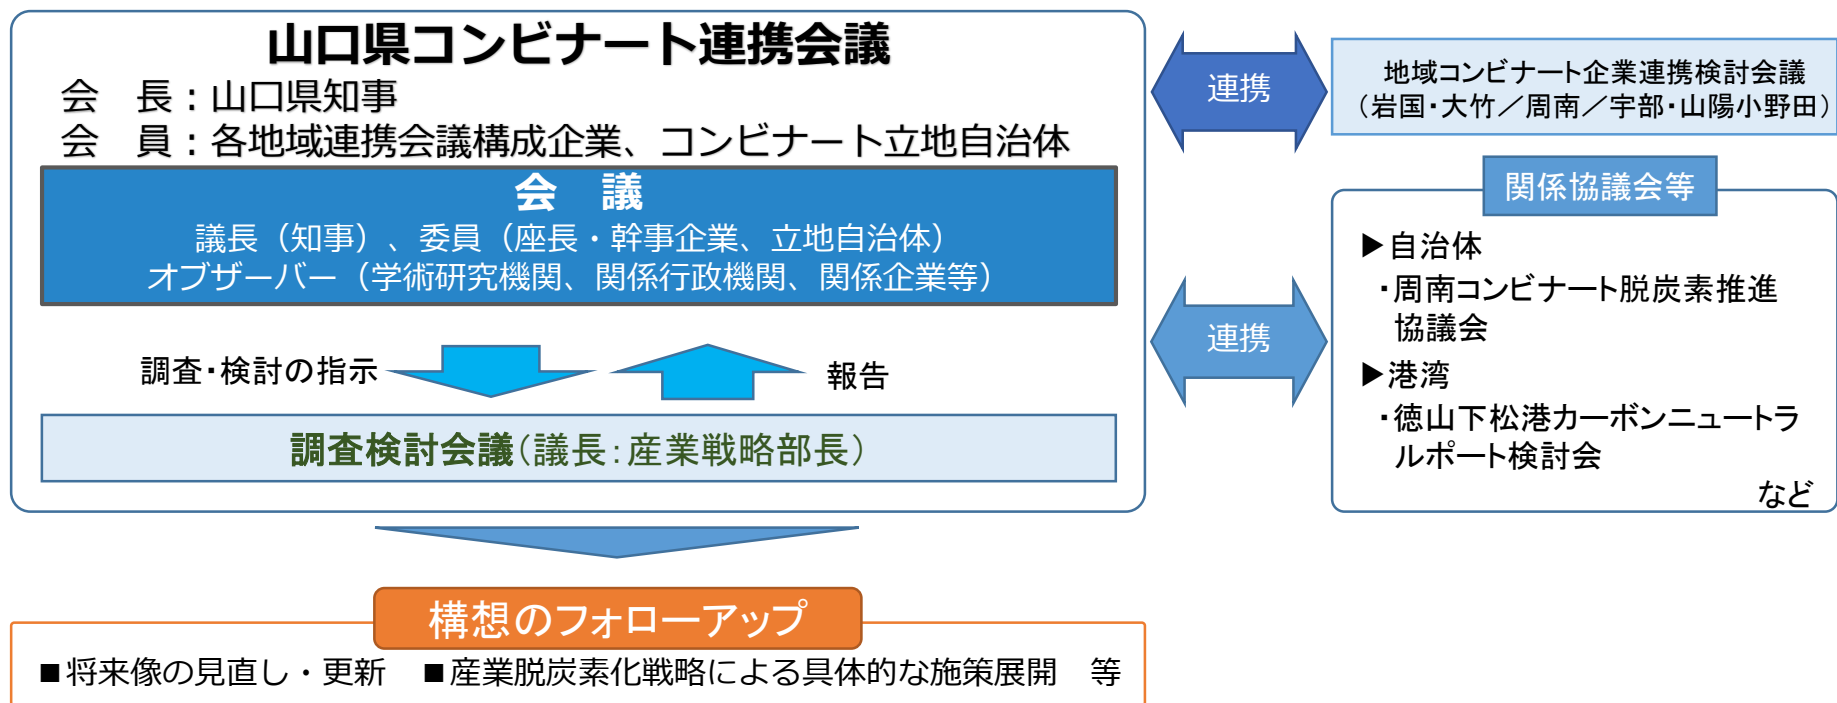 山口県コンビナート連携会議
会　長：山口県知事
会　員：各地域連携会議構成企業、コンビナート立地自治体
会　議
議長（知事）、委員（座長・幹事企業、立地自治体）
オブザーバー（学術研究機関、関係行政機関、関係企業等）
調査・検討の指示
報告
調査検討会議（議長：産業戦略部長）
連携
地域コンビナート企業連携検討会議
（岩国・大竹／周南／宇部・山陽小野田）
連携
関係協議会等
▶自治体
・周南コンビナート脱炭素推進
協議会
▶港湾
・徳山下松港カーボンニュートラ
ルポート検討会
など
構想のフォローアップ
■将来像の見直し・更新　■産業脱炭素化戦略による具体的な施策展開　等